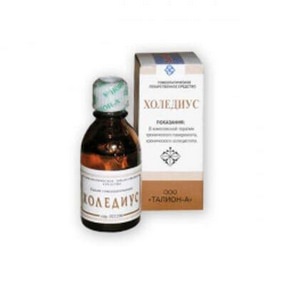 ГОМЕОПАТИЧЕСКОЕ
ЛЕКАРСТВЕННОЕ СРЕДСТВО
ХОЛЕДИУС
ПОКАЗАНИЯ:
В комплексной терапии
хронического панкреатита,
хронического холецистита
ООО
"ТАЛИОН-А"
ХОЛЕДИУС